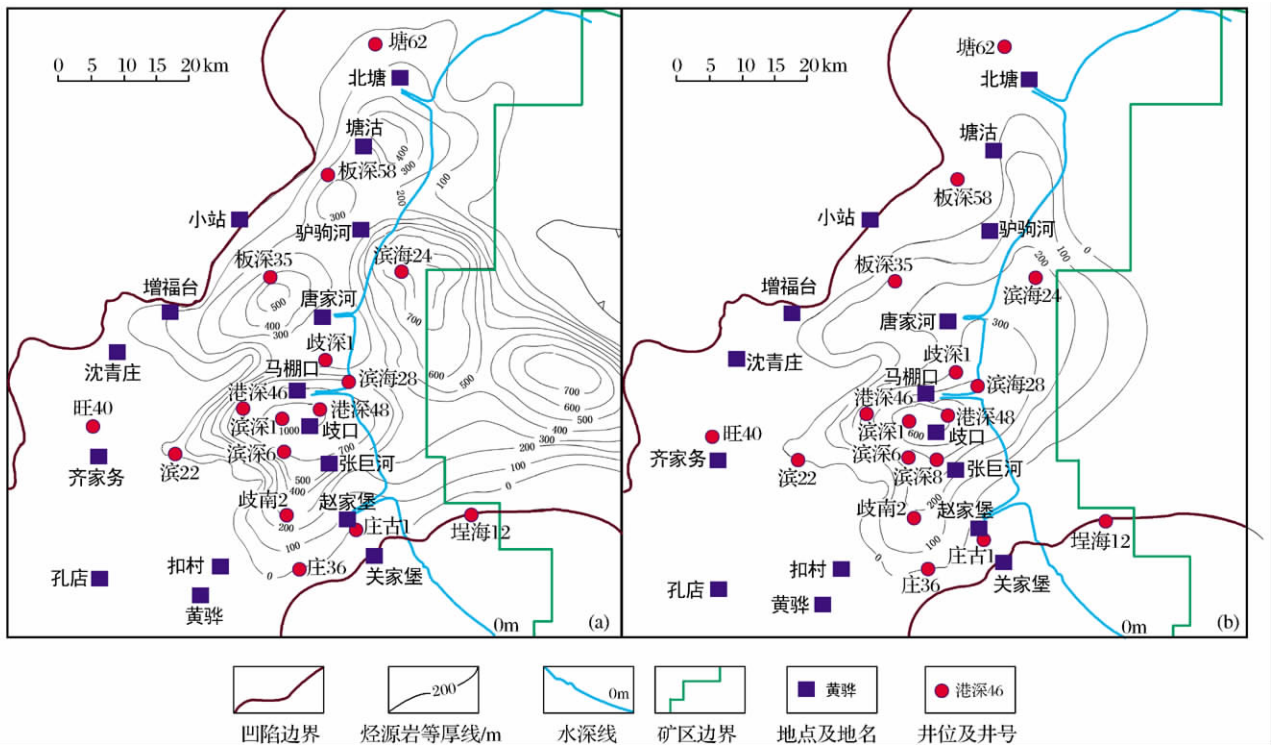 塘62
0 5 10 15 20 km
北塘
塘沽
400
300
板深58
100
200
小站
300
驴驹河
板深35
滨海24
增福台
500
唐家河
700
400
300
沈青庄
歧深1
600
500
700
马棚口
滨海28
港深46
600
旺40
港深48
500
滨深1
1000
歧口
400
滨深6
700
300
齐家务
滨22
张巨河
200
500
100
400
0
歧南2
赵家堡
200
庄古1
埕海12
100
0
庄36
孔店
扣村
关家堡
黄骅
0m
(a)
塘62
0 5 10 15 20 km
北塘
塘沽
板深58
小站
驴驹河
0
100
200
板深35
滨海24
增福台
唐家河
300
沈青庄
歧深1
马棚口
滨海28
港深46
港深48
旺40
滨深1
600
歧口
齐家务
滨22
滨深6
滨深8
张巨河
歧南2
200
赵家堡
埕海12
100
庄古1
0
庄36
孔店
扣村
关家堡
黄骅
0m
(b)
200
0m
黄骅
港深46
凹陷边界
烃源岩等厚线/m
水深线
矿区边界
地点及地名
井位及井号